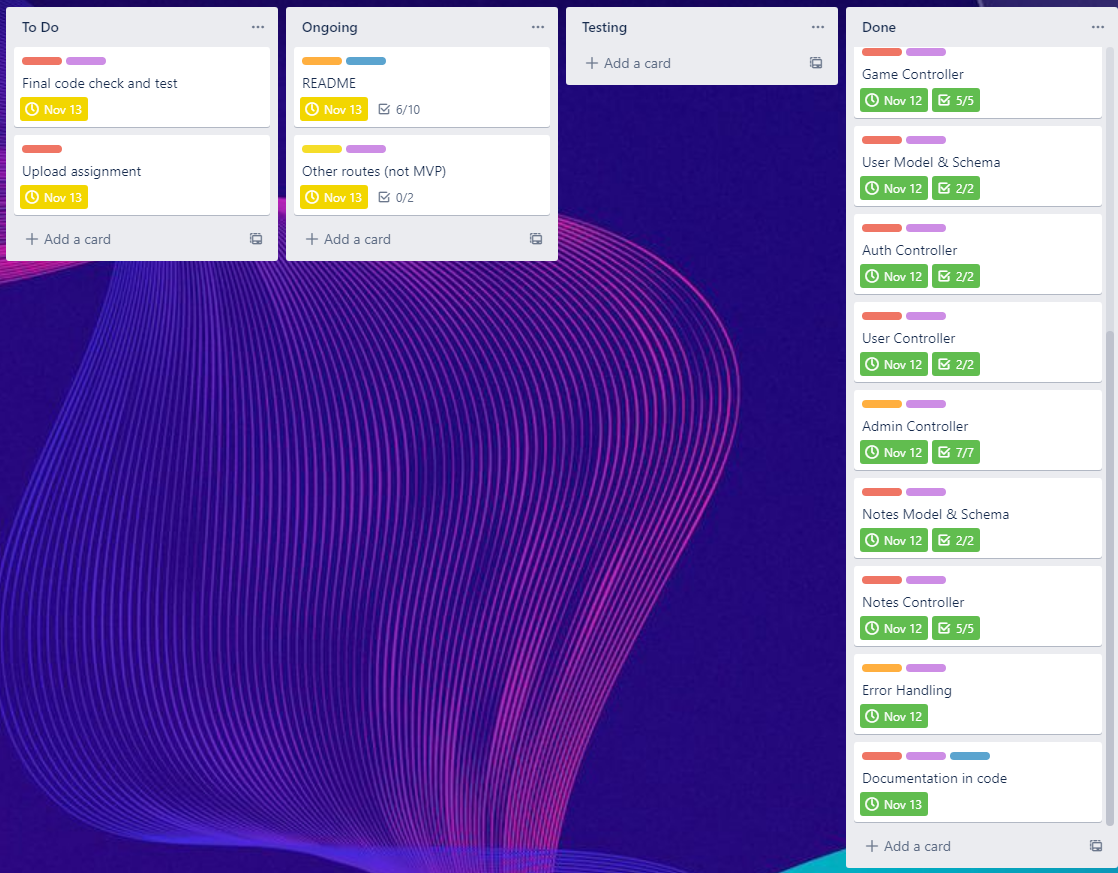 To Do
Final code check and test
Nov 13
Upload assignment
Nov 13
Add a card
Ongoing
README
Nov 13 6/10
Other routes (not MVP)
Nov 13 0/2
Add a card
Testing
Add a card
Done
Game Controller
Nov 12 5/5
User Model & Schema
Nov 12 2/2
Auth Controller
Nov 12 2/2
User Controller
Nov 12 2/2
Admin Controller
Nov 12 7/7
Notes Model & Schema
Nov 12 2/2
Notes Controller
Nov 12 5/5
Error Handling
Nov 12
Documentation in code
Nov 13
Add a card